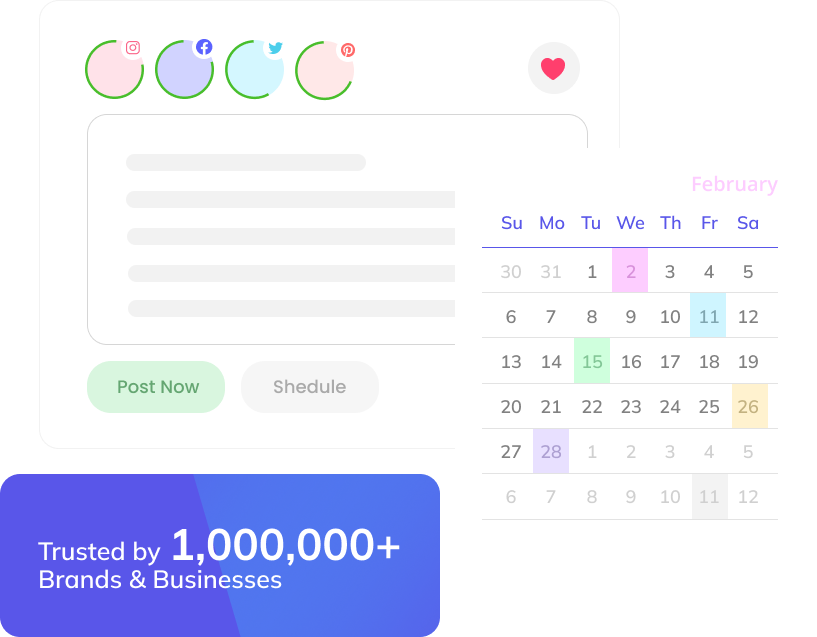 February
Su Mo Tu We Th Fr Sa
30 31 1 2 3 4 5
6 7 8 9 10 11 12
13 14 15 16 17 18 19
20 21 22 23 24 25 26
27 28 1 2 3 4 5
6 7 8 9 10 11 12
Post Now Shedule
Trusted by 1,000,000+
Brands & Businesses